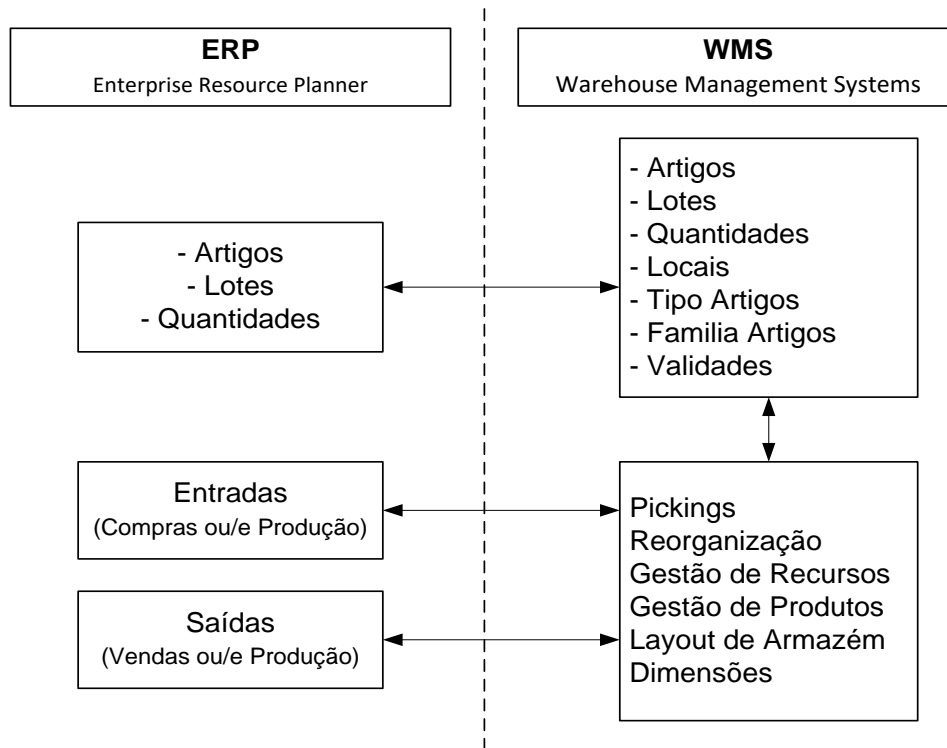 ERP
Enterprise Resource Planner
WMS
Warehouse Management Systems
- Artigos
- Lotes
- Quantidades
- Artigos
- Lotes
- Quantidades
- Locais
- Tipo Artigos
- Familia Artigos
- Validades
Entradas
(Compras ou/e Produção)
Saídas
(Vendas ou/e Produção)
Pickings
Reorganização
Gestão de Recursos
Gestão de Produtos
Layout de Armazém
Dimensões